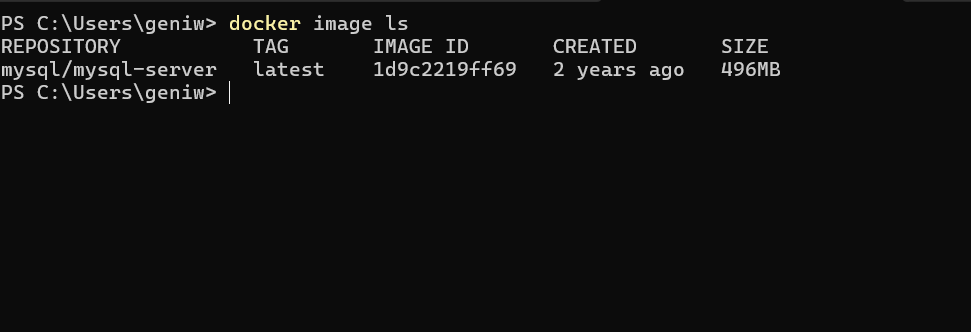 PS C:\Users\geniw> docker image ls
REPOSITORY           TAG       IMAGE ID       CREATED       SIZE
mysql/mysql-server   latest    1d9c2219ff69   2 years ago   496MB
PS C:\Users\geniw>